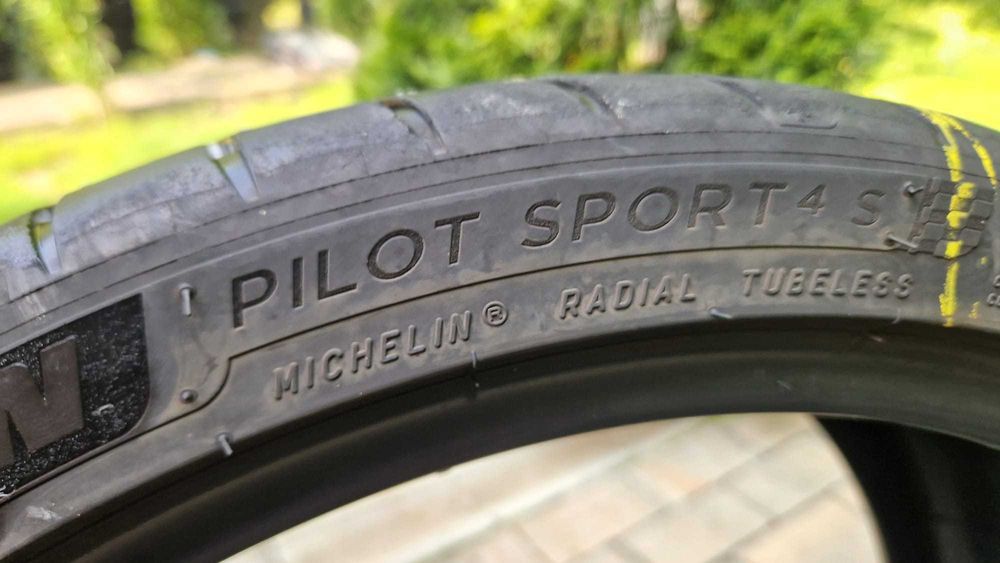 PILOT SPORT 4 S
MICHELIN® RADIAL TUBELESS
N